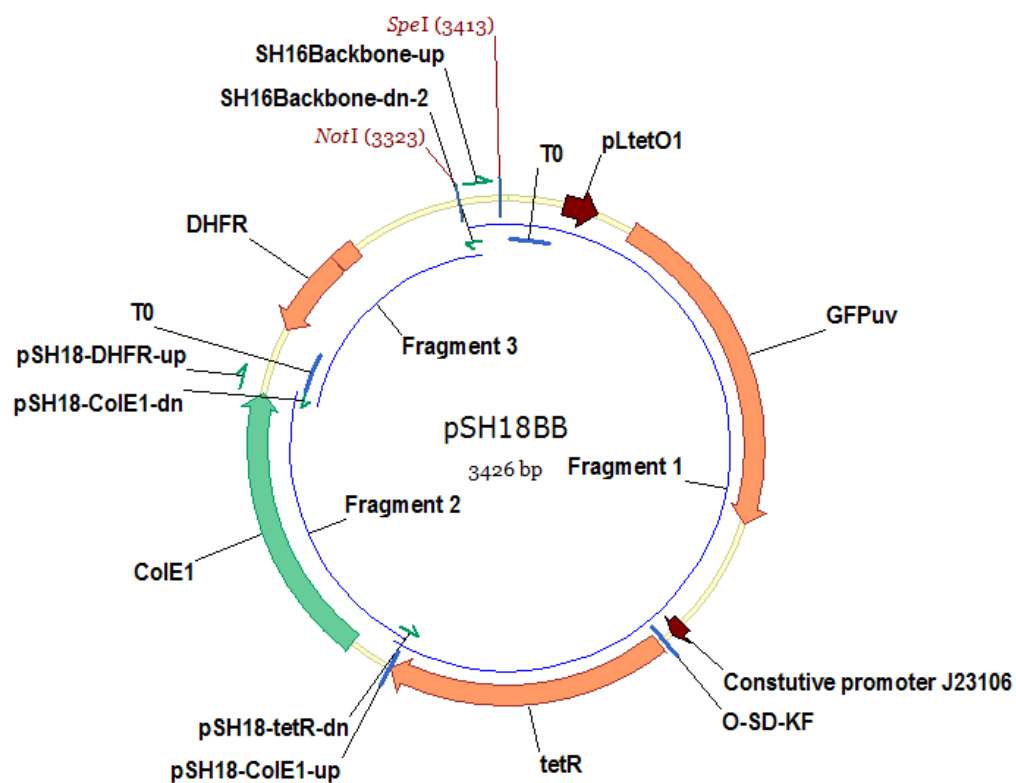 SpeI (3413)
SH16Backbone-up
SH16Backbone-dn-2
NotI (3323)
T0
pLtetO1
DHFR
GFPuv
T0
Fragment 3
pSH18-DHFR-up
pSH18-ColE1-dn
pSH18BB
3426 bp
Fragment 1
Fragment 2
ColE1
Constutive promoter J23106
O-SD-KF
pSH18-tetR-dn
tetR
pSH18-ColE1-up